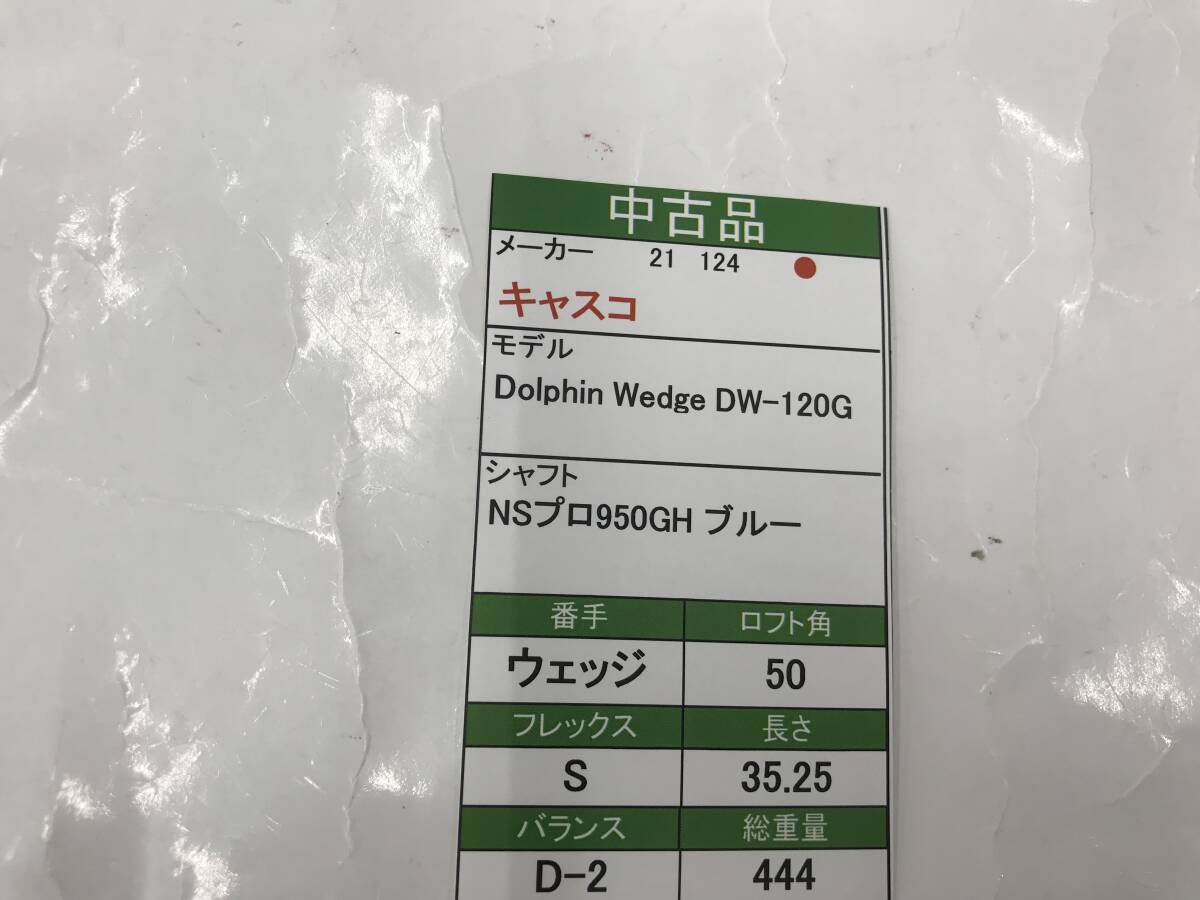 中古品
メーカー 21 124
キャスコ
モデル
Dolphin Wedge DW-120G
シャフト
NSプロ950GH ブルー
番手 ロフト角
ウェッジ 50
フレックス 長さ
S 35.25
バランス 総重量
D-2 444